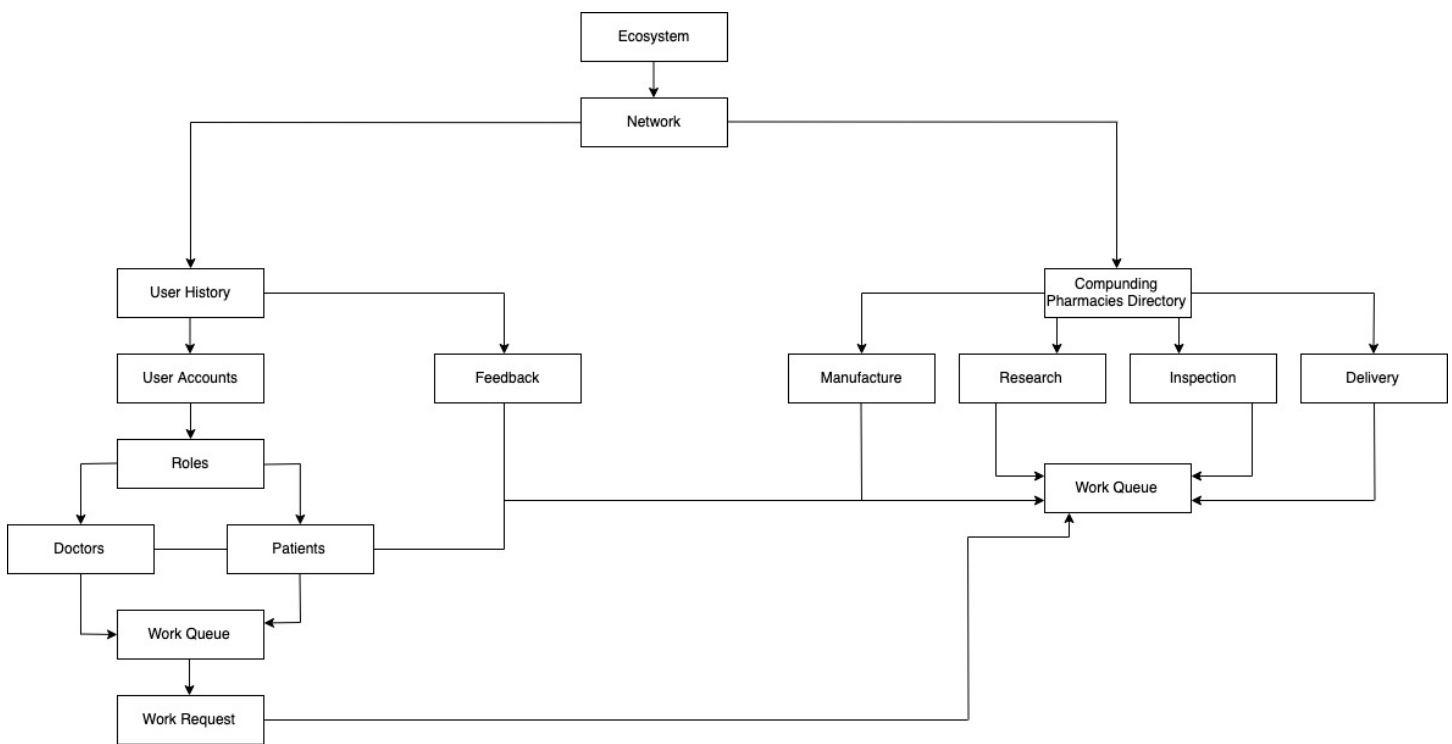 Ecosystem
Network
User History
Compunding
Pharmacies Directory
User Accounts
Feedback
Manufacture
Research
Inspection
Delivery
Roles
Work Queue
Doctors
Patients
Work Queue
Work Request